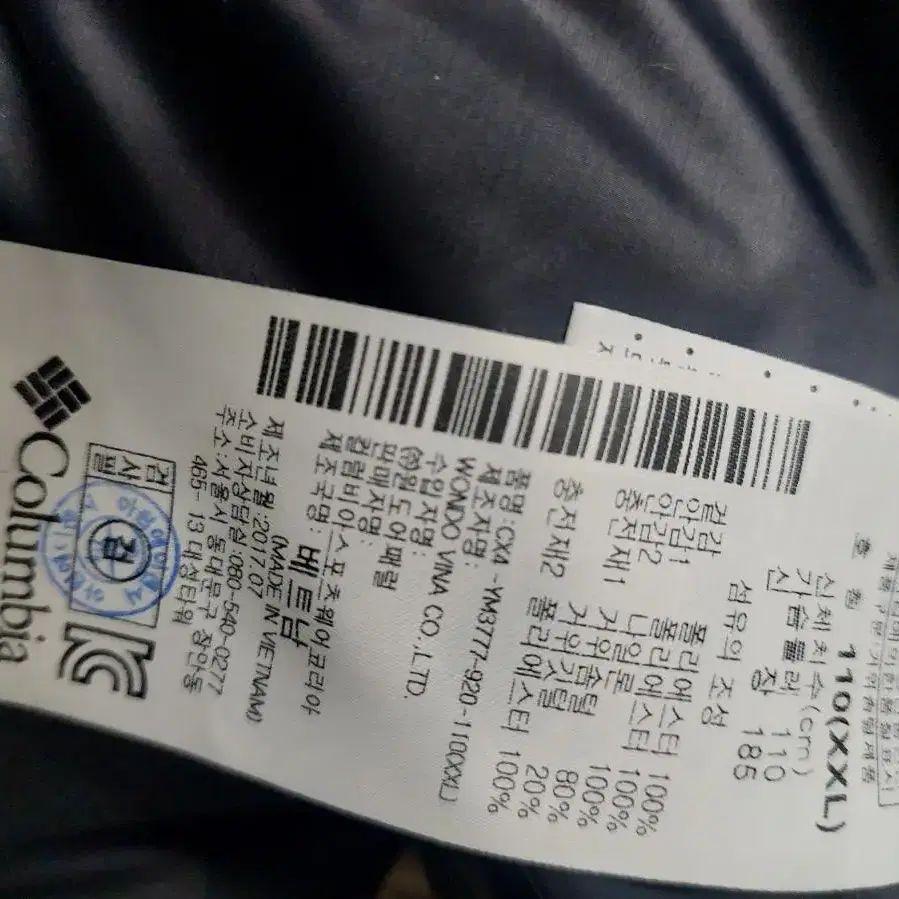 호 칭 110(XXL)
신체치수(cm)
가슴둘레 110
신 장 185
섬유의 조성
겉감 폴리에스터 100%
안감1 폴리에스터 100%
안감2 나일론 100%
충전재1 거위솜털 80%
거위깃털 20%
충전재2 폴리에스터 100%
품명:CX4-YM3777-920-110(XXL)
제조자명:
WONDO VINA CO.,LTD.
수입자명:
㈜원도어패럴
판매자명:
컬럼비아스포츠웨어코리아
제조국명: 베트남
(MADE IN VIETNAM)
제조년월:2017.07
소비자상담실:080-540-0277
주소:서울시 동대문구 장안동
465-13 대상타워
검사필
검
KC
Columbia